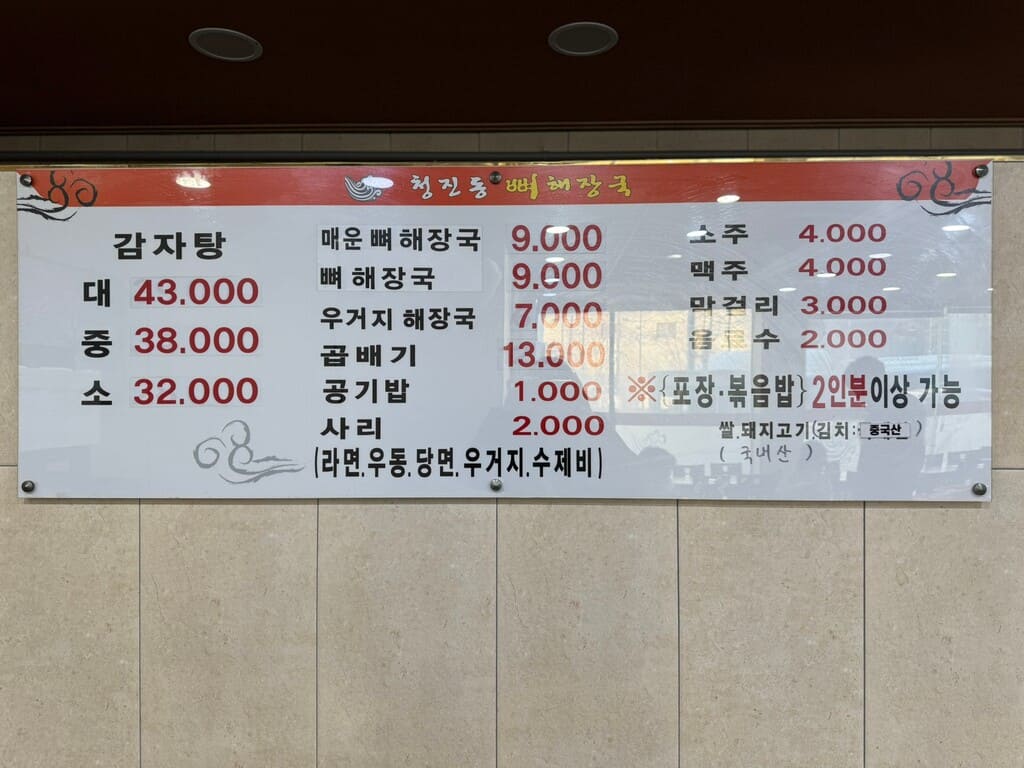 청진동 뼈해장국
감자탕
대 43.000
중 38.000
소 32.000
매운뼈해장국 9.000
뼈해장국 9.000
우거지해장국 7.000
곱배기 13.000
공기밥 1.000
사리 2.000
(라면.우동.당면.우거지.수제비)
소주 4.000
맥주 4.000
막걸리 3.000
음료수 2.000
※{포장·볶음밥}2인분이상 가능
쌀.돼지고기(김치:중국산)
(국내산)